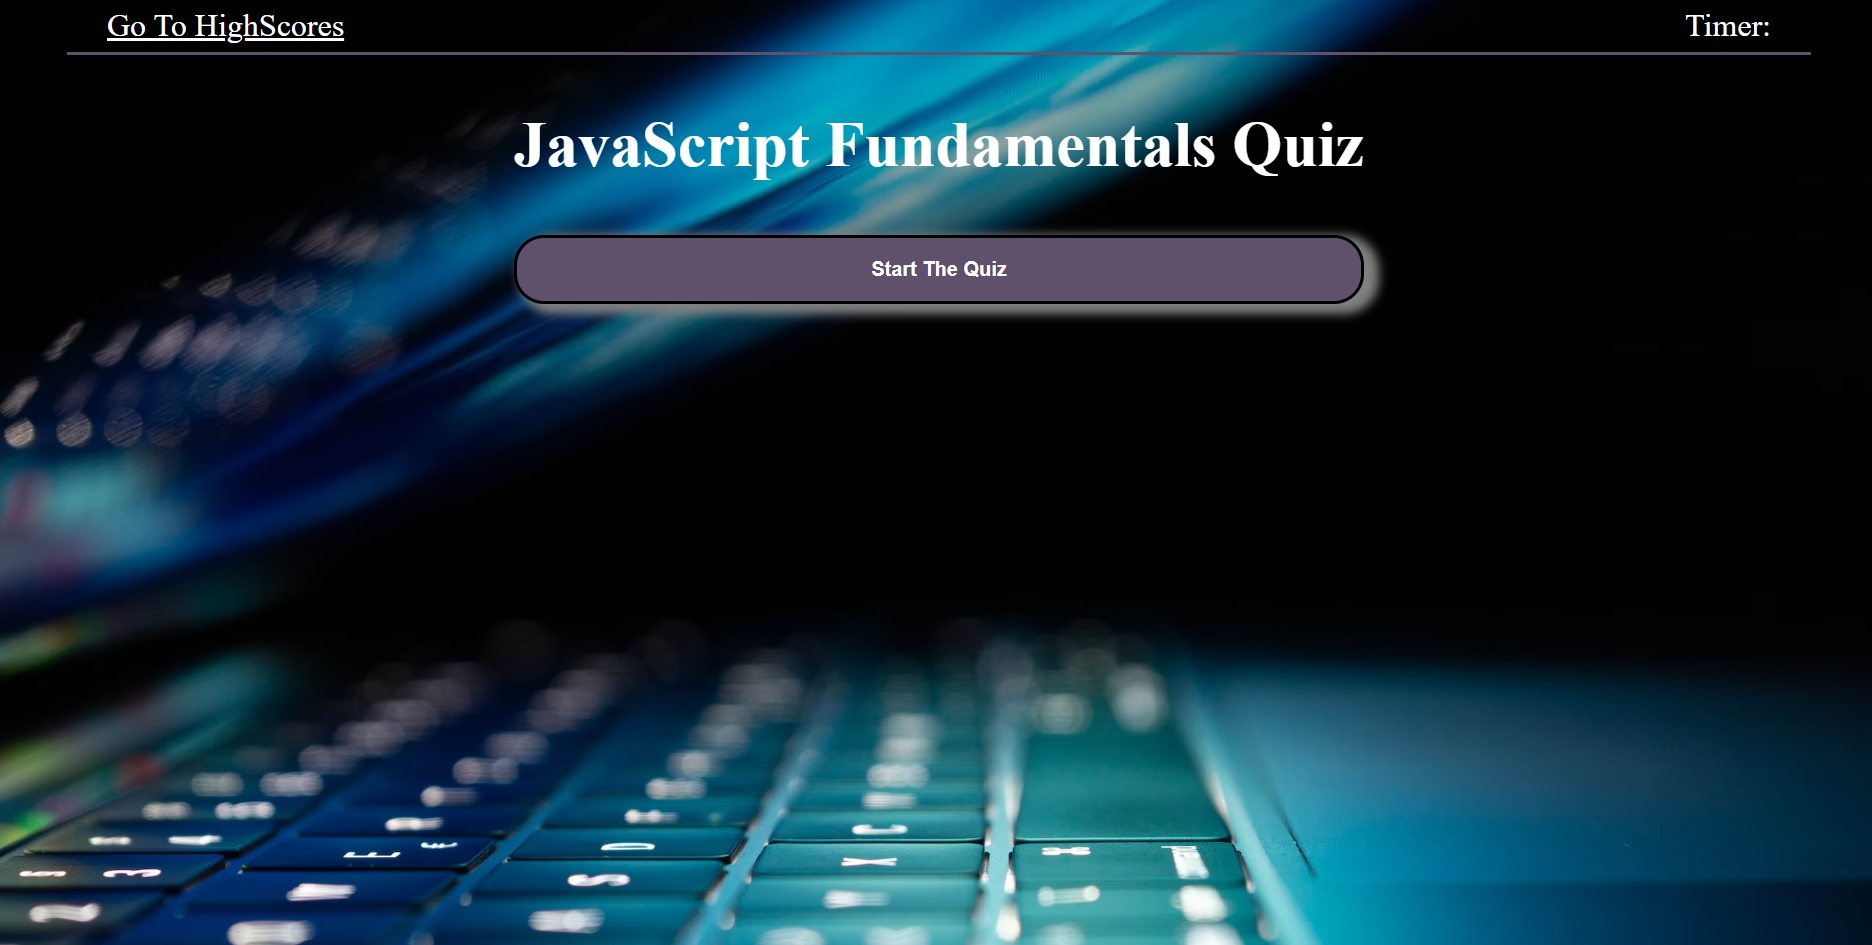 Go To HighScores
Timer:
JavaScript Fundamentals Quiz
Start The Quiz